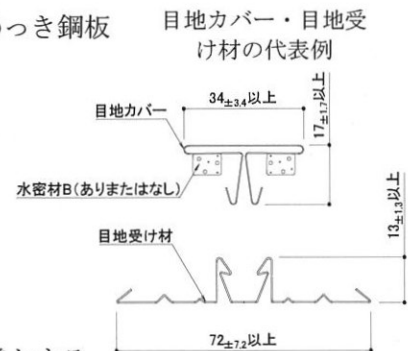 っき鋼板
目地カバー・目地受
け材の代表例
34±3.4以上
目地カバー
17±1.7以上
水密材B(ありまたはなし)
目地受け材
13±1.3以上
72±7.2以上